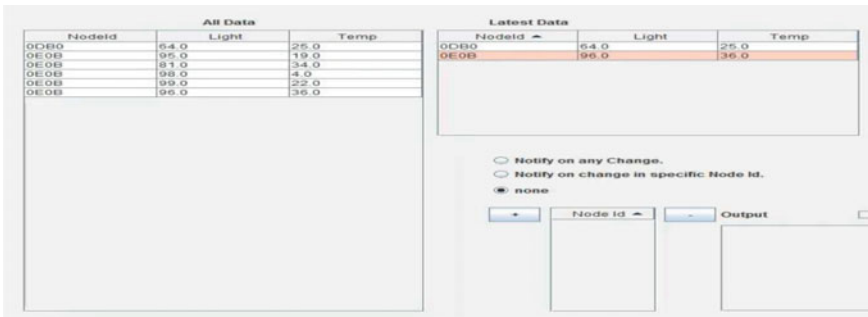 All Data
NodeId Light Temp
0DB0 64.0 25.0
0E0B 95.0 19.0
0E0B 81.0 34.0
0E0B 98.0 4.0
0E0B 99.0 22.0
0E0B 96.0 36.0
Latest Data
NodeId Light Temp
0DB0 64.0 25.0
0E0B 96.0 36.0
Notify on any Change.
Notify on change in specific Node Id.
none
+ Node Id - Output